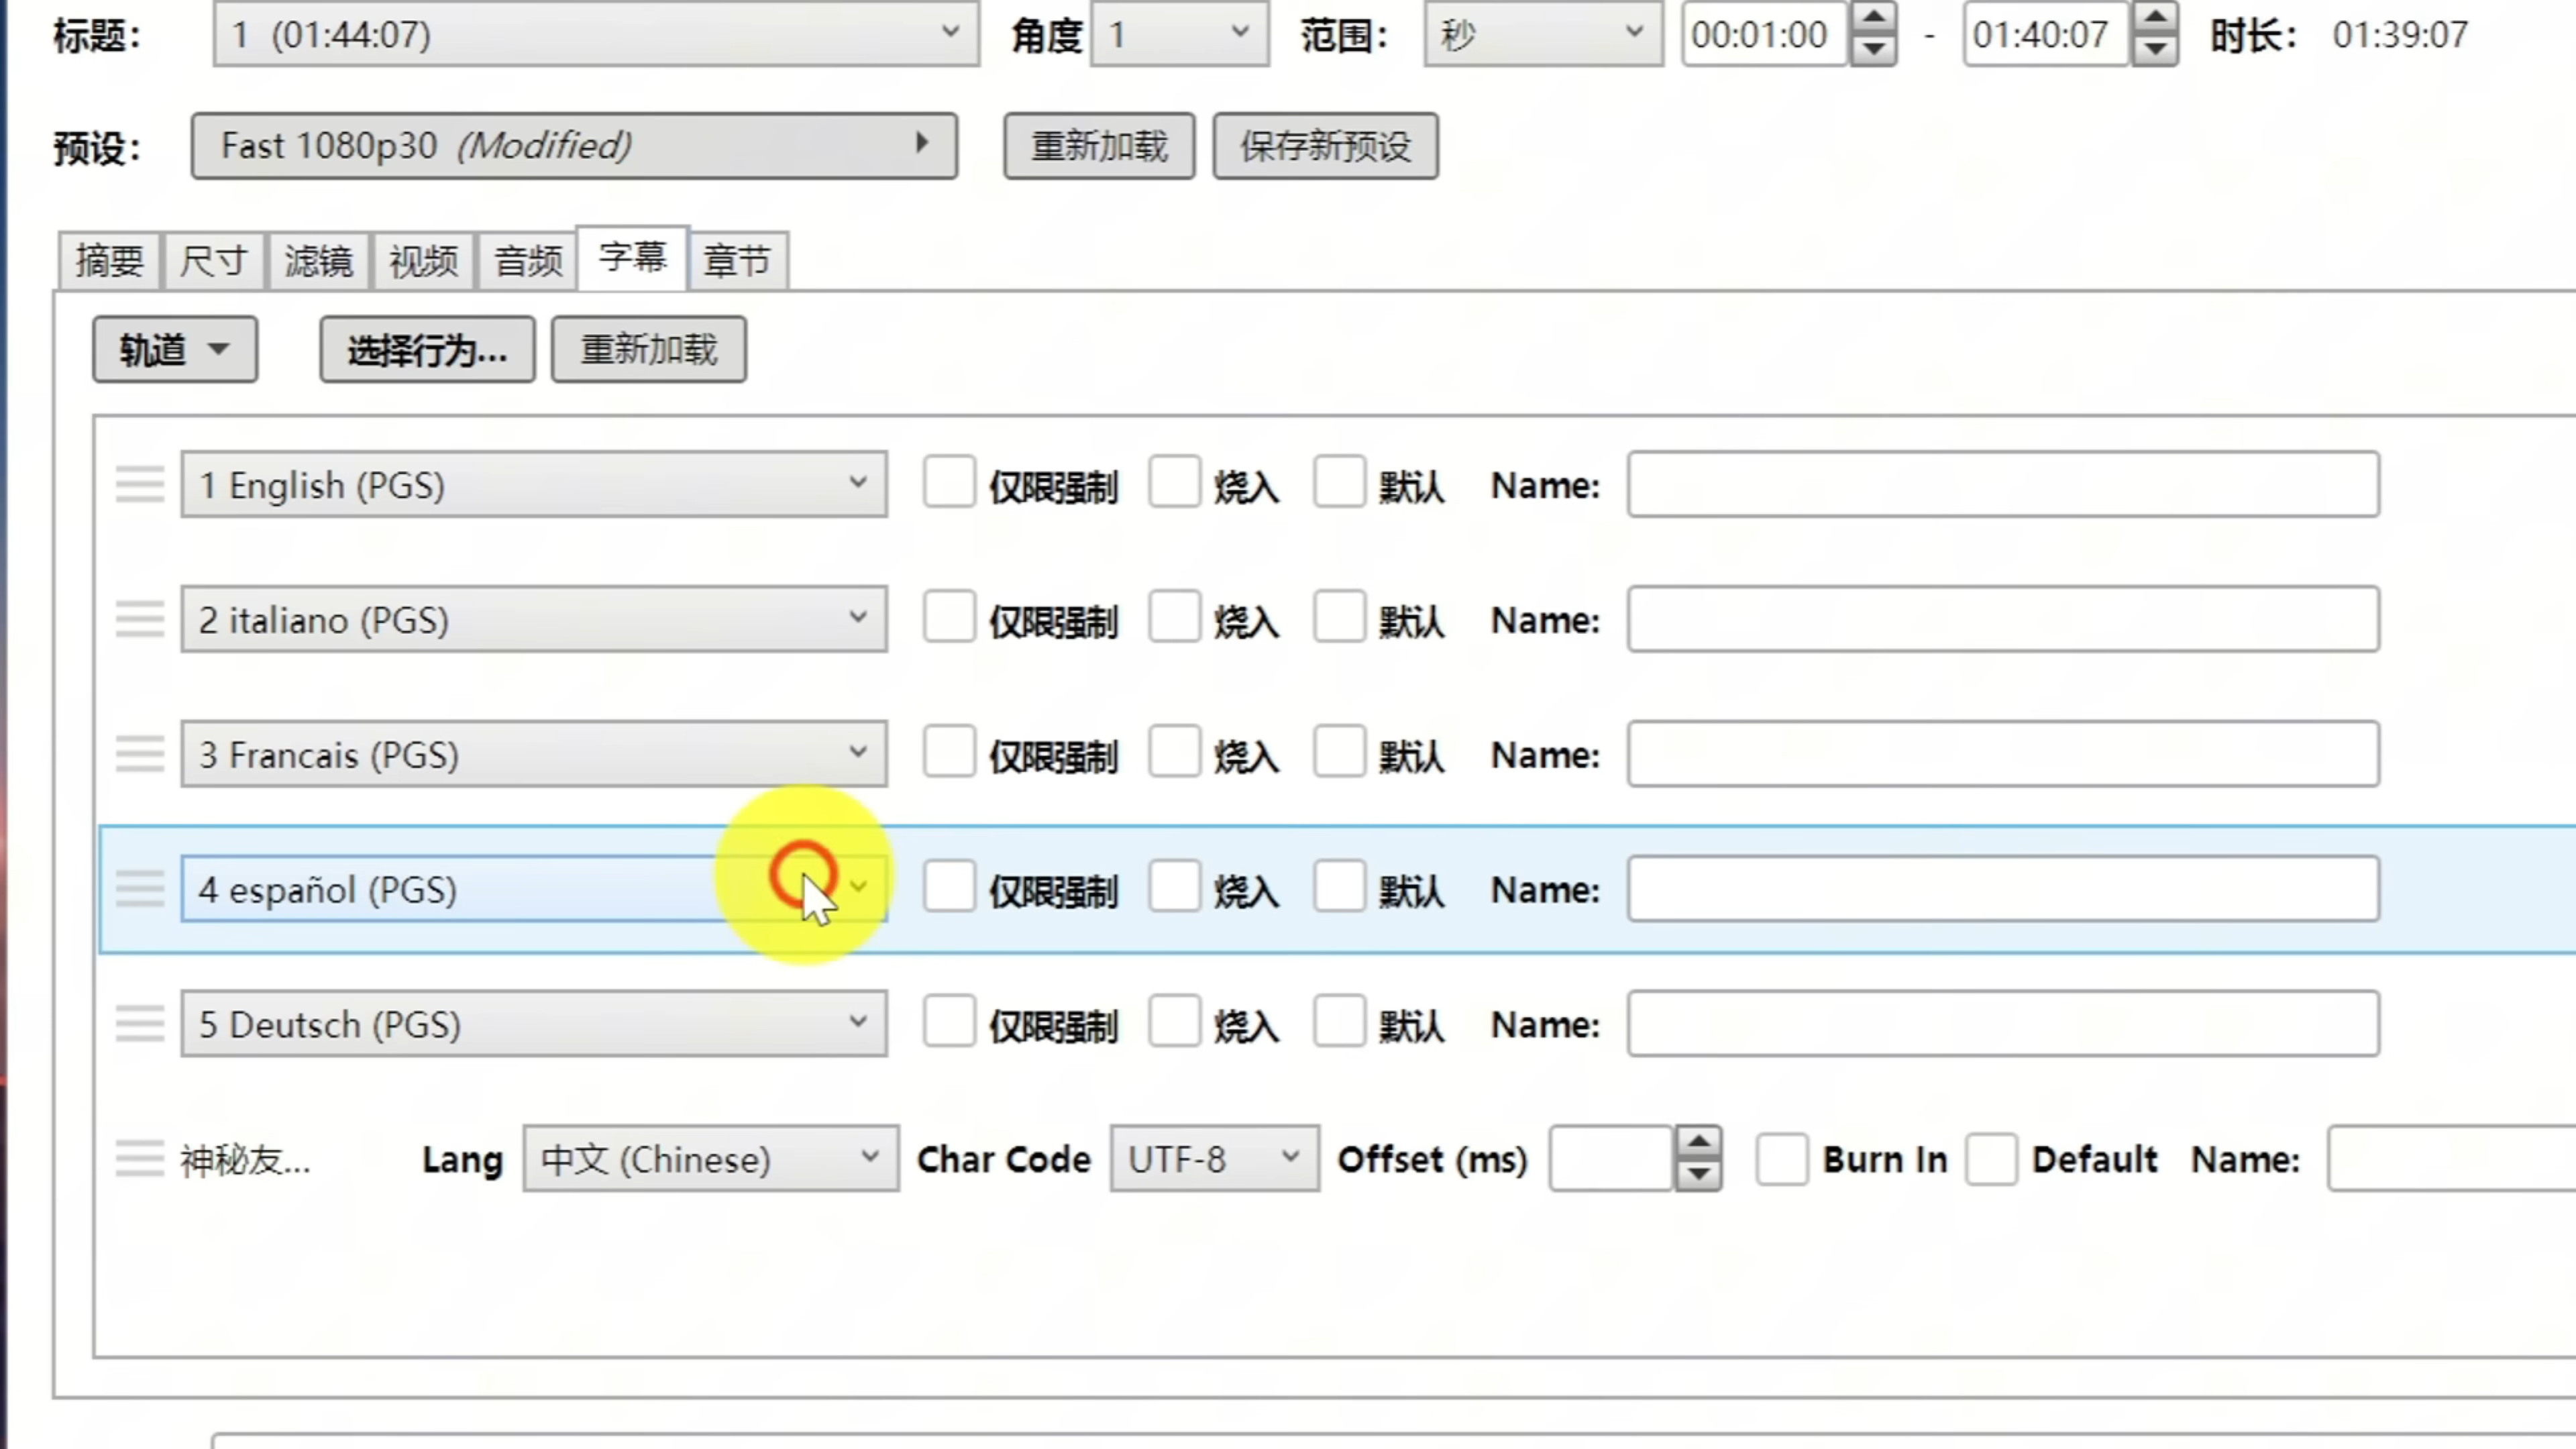 标题： 1 (01:44:07) 角度 1 范围： 秒 00:01:00 - 01:40:07 时长： 01:39:07
预设： Fast 1080p30 (Modified) 重新加载 保存新预设
摘要 尺寸 滤镜 视频 音频 字幕 章节
轨道 选择行为... 重新加载
1 English (PGS) 仅限强制 烧入 默认 Name:
2 italiano (PGS) 仅限强制 烧入 默认 Name:
3 Francais (PGS) 仅限强制 烧入 默认 Name:
4 español (PGS) 仅限强制 烧入 默认 Name:
5 Deutsch (PGS) 仅限强制 烧入 默认 Name:
神秘友... Lang 中文 (Chinese) Char Code UTF-8 Offset (ms) Burn In Default Name: